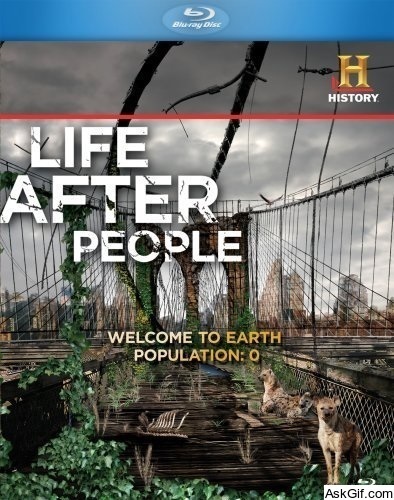 Blu-ray Disc
H
HISTORY
LIFE
AFTER
PEOPLE
WELCOME TO EARTH
POPULATION: 0
AskGif.com